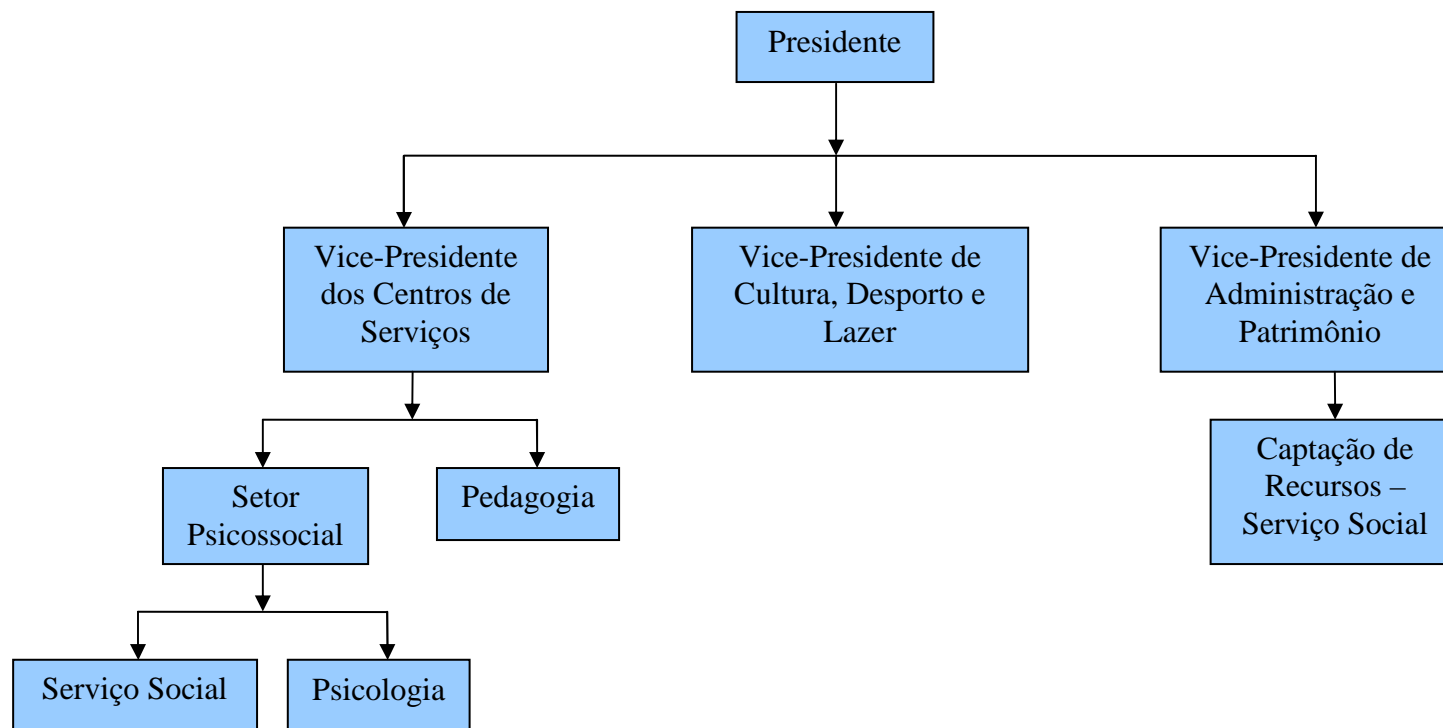 Presidente
Vice-Presidente
dos Centros de
Serviços
Vice-Presidente de
Cultura, Desporto e
Lazer
Vice-Presidente de
Administração e
Patrimônio
Setor
Psicossocial
Pedagogia
Captação de
Recursos –
Serviço Social
Serviço Social
Psicologia